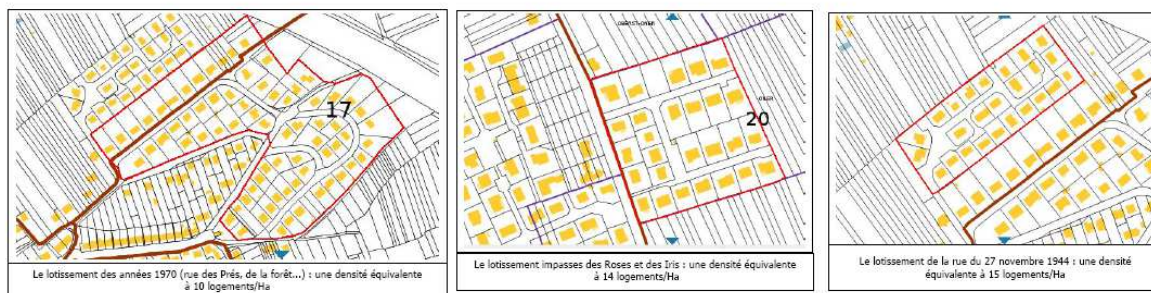 17
Le lotissement des années 1970 (rue des Prés, de la forêt...) : une densité équivalente
à 10 logements/Ha
20
Le lotissement impasses des Roses et des Iris : une densité équivalente
à 14 logements/Ha
Le lotissement de la rue du 27 novembre 1944 : une densité
équivalente à 15 logements/Ha